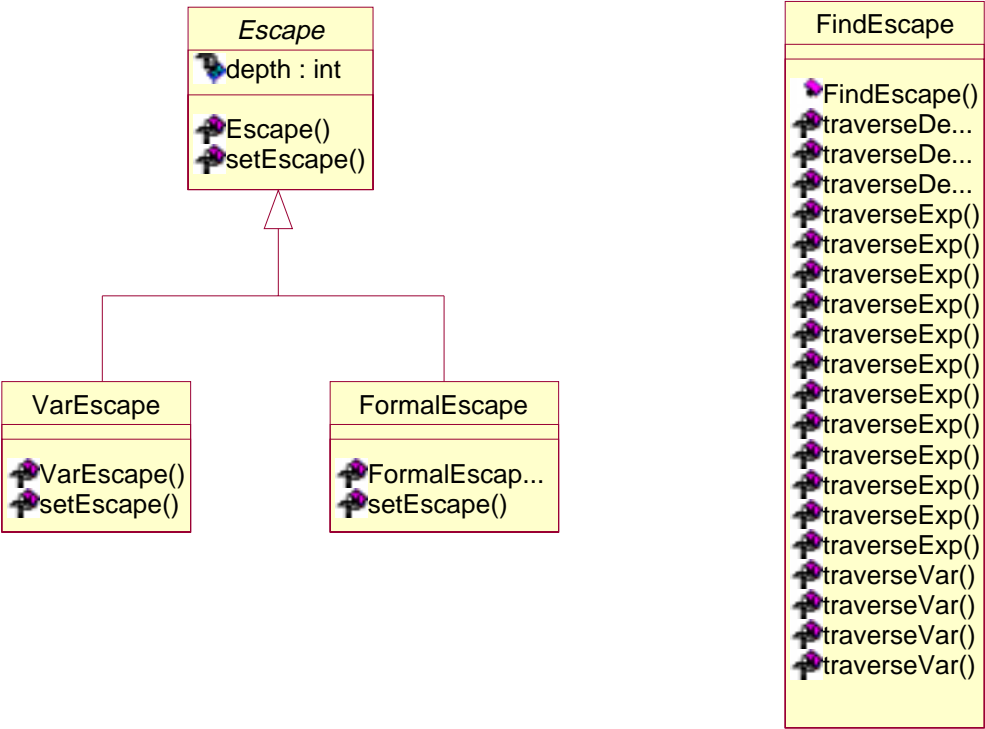 Escape
depth : int
Escape()
setEscape()
VarEscape
VarEscape()
setEscape()
FormalEscape
FormalEscap...
setEscape()
FindEscape
FindEscape()
traverseDe...
traverseDe...
traverseDe...
traverseExp()
traverseExp()
traverseExp()
traverseExp()
traverseExp()
traverseExp()
traverseExp()
traverseExp()
traverseExp()
traverseExp()
traverseExp()
traverseExp()
traverseVar()
traverseVar()
traverseVar()
traverseVar()